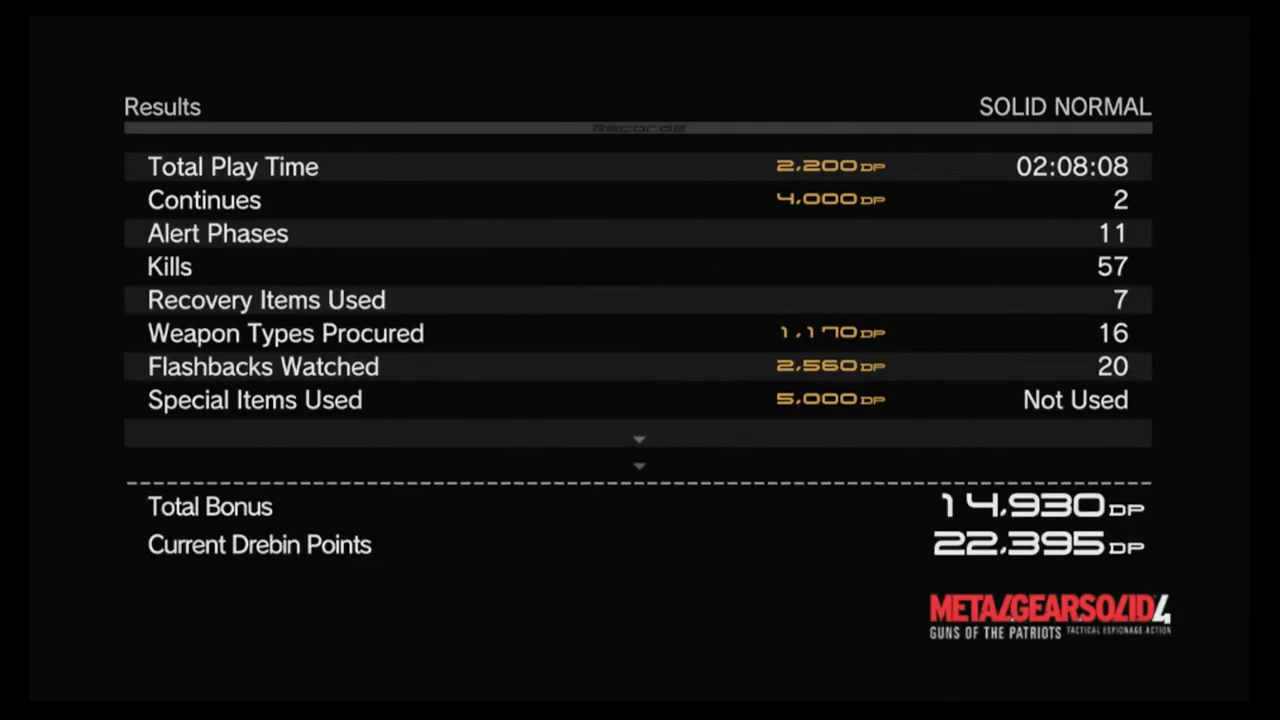 Results SOLID NORMAL
Records
Total Play Time 2,200DP 02:08:08
Continues 4,000DP 2
Alert Phases 11
Kills 57
Recovery Items Used 7
Weapon Types Procured 1,170DP 16
Flashbacks Watched 2,560DP 20
Special Items Used 5,000DP Not Used
Total Bonus 14,930DP
Current Drebin Points 22,395DP
METAL GEAR SOLID 4
GUNS OF THE PATRIOTS TACTICAL ESPIONAGE ACTION